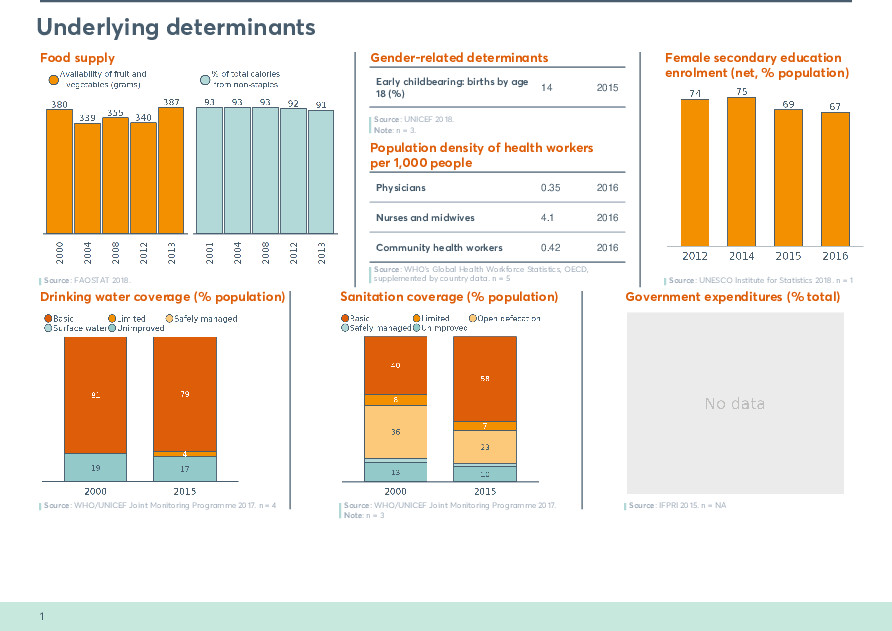 Underlying determinants
Food supply
Availability of fruit and
vegetables (grams)
% of total calories
from non-staples
380
339
355
340
387
93
93
93
92
91
2000
2004
2008
2012
2013
2001
2004
2008
2012
2013
Source: FAOSTAT 2018.
Gender-related determinants
Early childbearing: births by age
18 (%)
14
2015
Source: UNICEF 2018.
Note: n = 3.
Population density of health workers
per 1,000 people
Physicians 0.35 2016
Nurses and midwives 4.1 2016
Community health workers 0.42 2016
Source: WHO's Global Health Workforce Statistics, OECD,
supplemented by country data. n = 5
Female secondary education
enrolment (net, % population)
74
75
69
67
2012
2014
2015
2016
Source: UNESCO Institute for Statistics 2018. n = 1
Drinking water coverage (% population)
Basic Limited Safely managed
Surface water Unimproved
81
19
79
4
17
2000
2015
Source: WHO/UNICEF Joint Monitoring Programme 2017. n = 4
Sanitation coverage (% population)
Basic Limited Open defecation
Safely managed Unimproved
40
8
36
13
58
7
23
10
2000
2015
Source: WHO/UNICEF Joint Monitoring Programme 2017.
Note: n = 3
Government expenditures (% total)
No data
Source: IFPRI 2015. n = NA
1